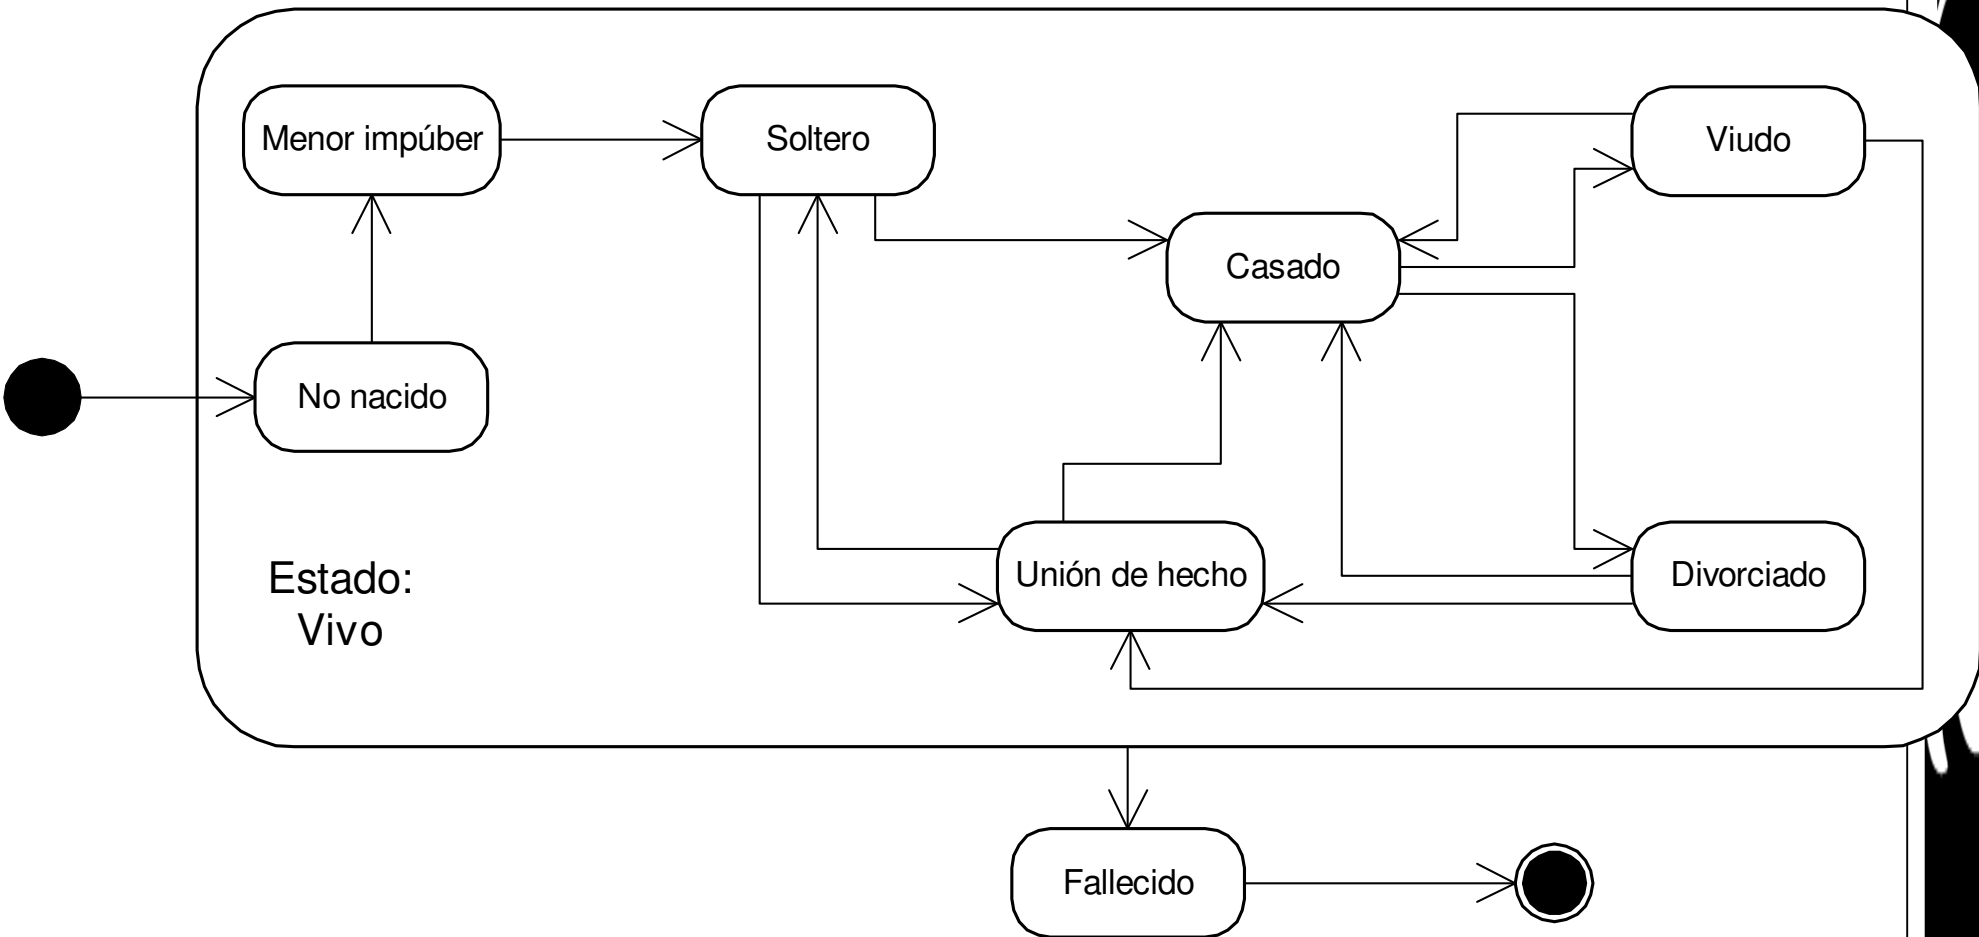 Menor impúber
Soltero
Viudo
Casado
No nacido
Estado:
Vivo
Unión de hecho
Divorciado
Fallecido